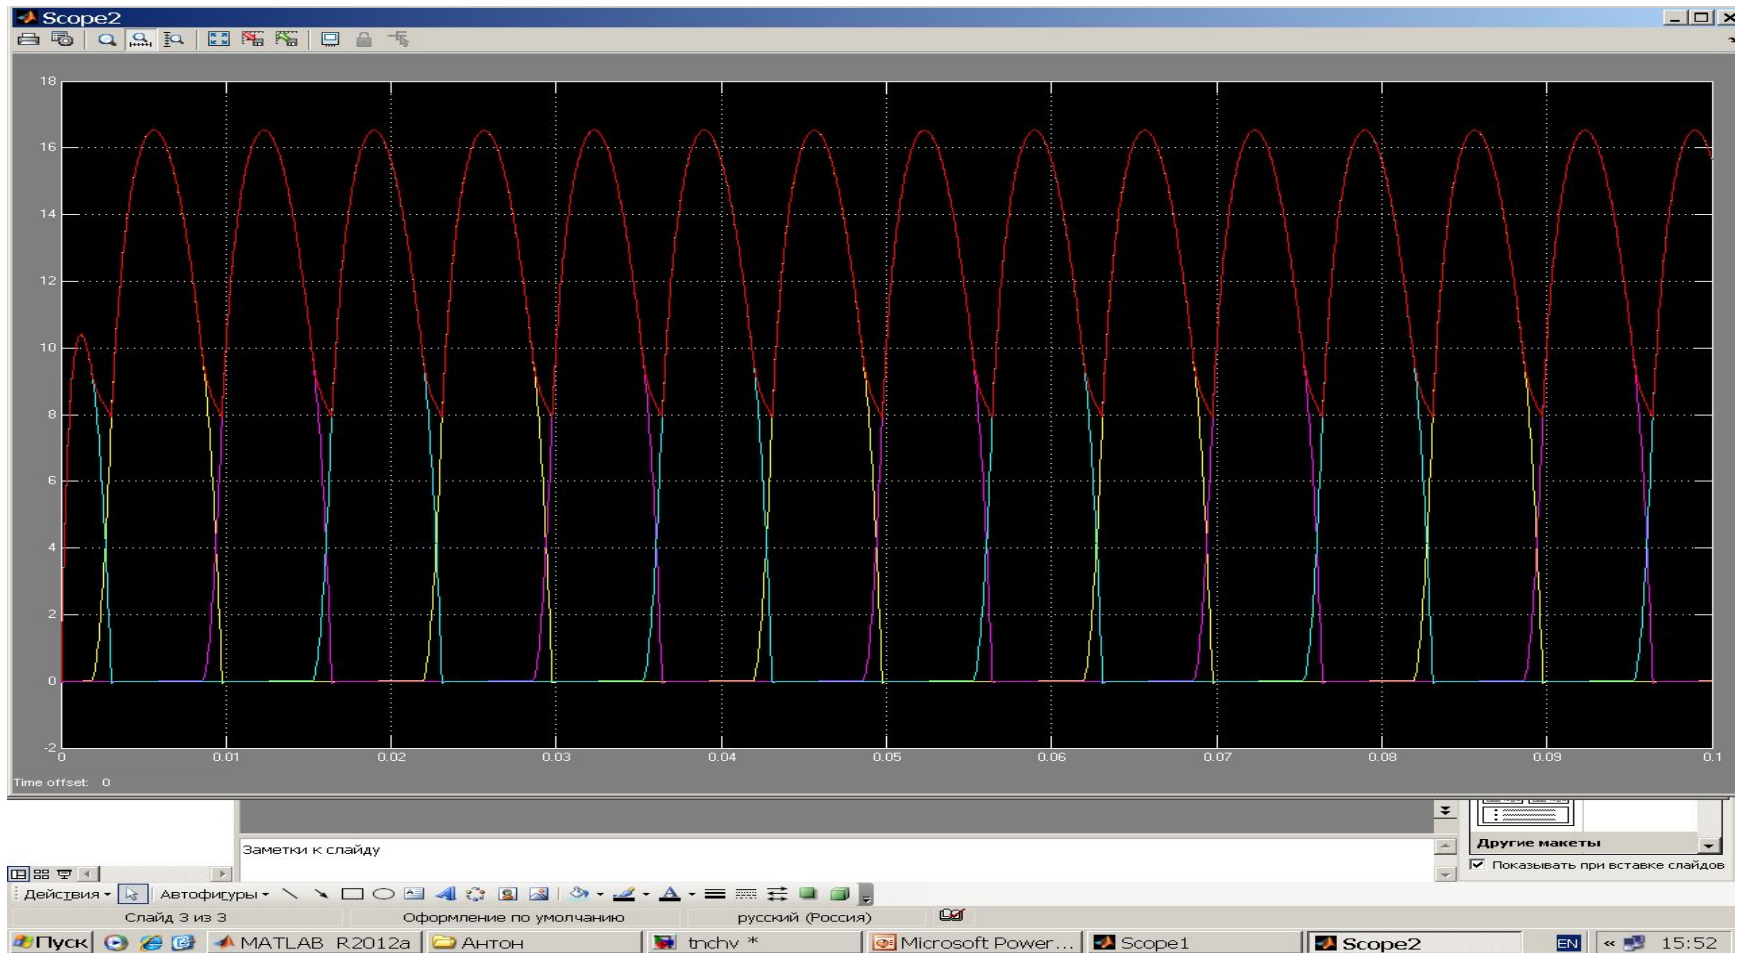 Scope2
18
16
14
12
10
8
6
4
2
0
-2
0 0.01 0.02 0.03 0.04 0.05 0.06 0.07 0.08 0.09 0.1
Time offset: 0
Заметки к слайду
Другие макеты
Показывать при вставке слайдов
Действия Автофигуры
Слайд 3 из 3 Оформление по умолчанию русский (Россия)
Пуск MATLAB R2012a Антон tnchv * Microsoft Power... Scope1 Scope2 EN « 15:52